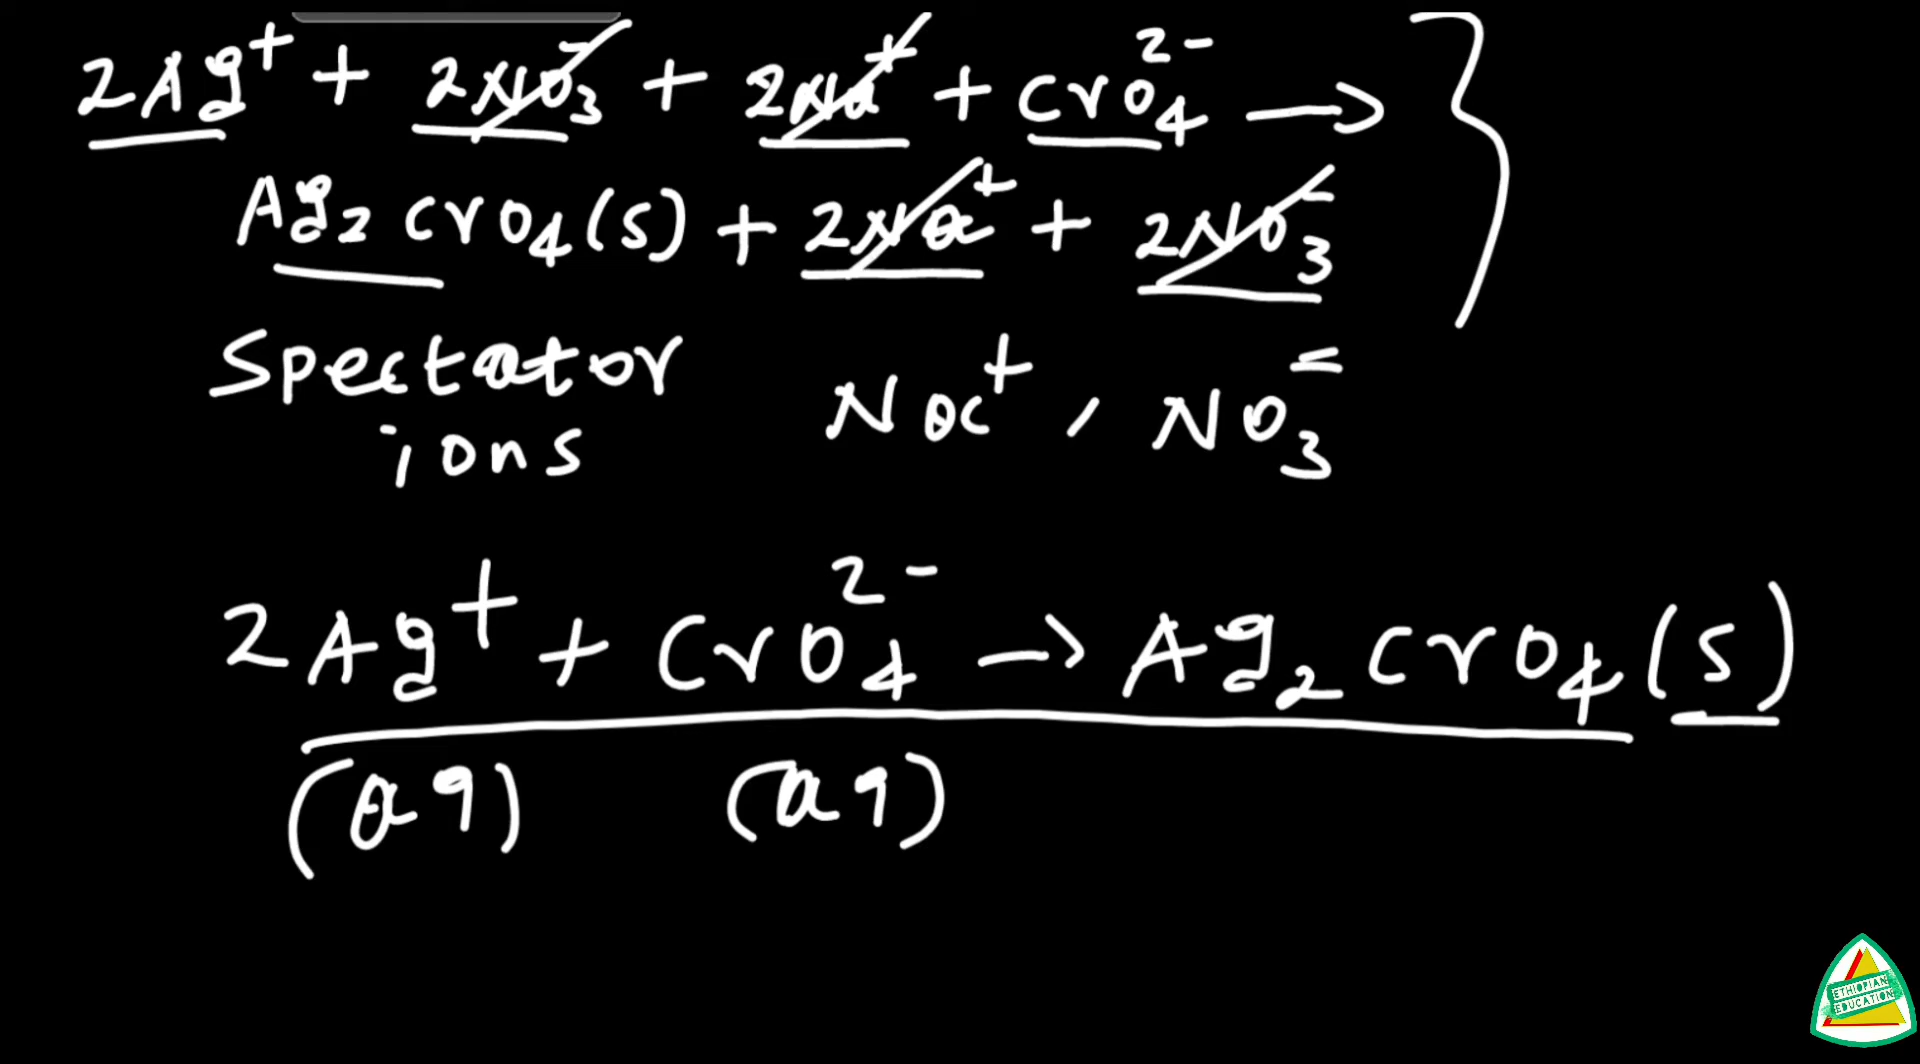 2Ag⁺ + 2NO₃⁻ + 2Na⁺ + CrO₄²⁻ →
Ag₂CrO₄(s) + 2Na⁺ + 2NO₃⁻
Spectator Na⁺, NO₃⁻
ions
2Ag⁺ + CrO₄²⁻ → Ag₂CrO₄(s)
(aq) (aq)
ETHIOPIAN
EDUCATION